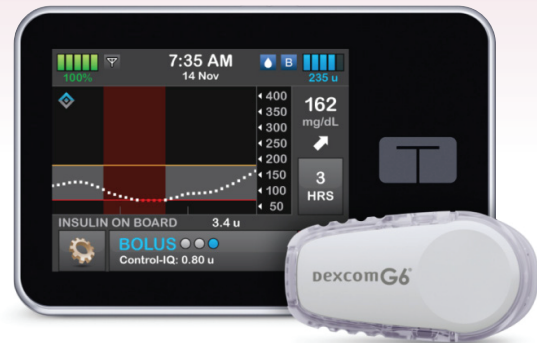 7:35 AM
14 Nov
100%
B
235 u
400
350
300
250
200
150
100
50
162
mg/dL
3
HRS
INSULIN ON BOARD 3.4 u
BOLUS
Control-IQ: 0.80 u
T
Dexcom G6